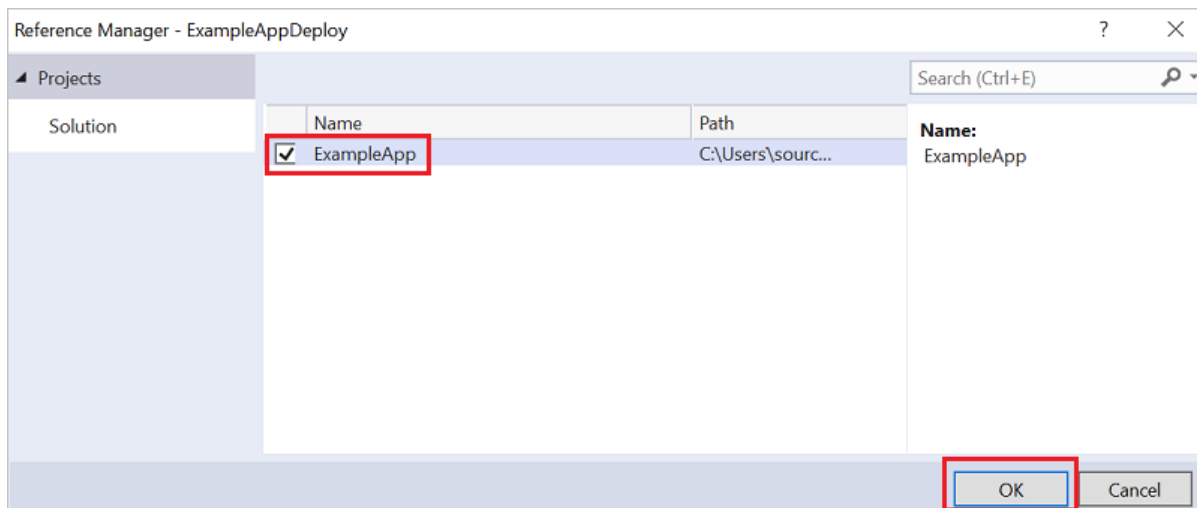 Reference Manager - ExampleAppDeploy ?
Projects
Search (Ctrl+E)
Solution
Name Path
ExampleApp C:\Users\sourc...
Name:
ExampleApp
OK Cancel